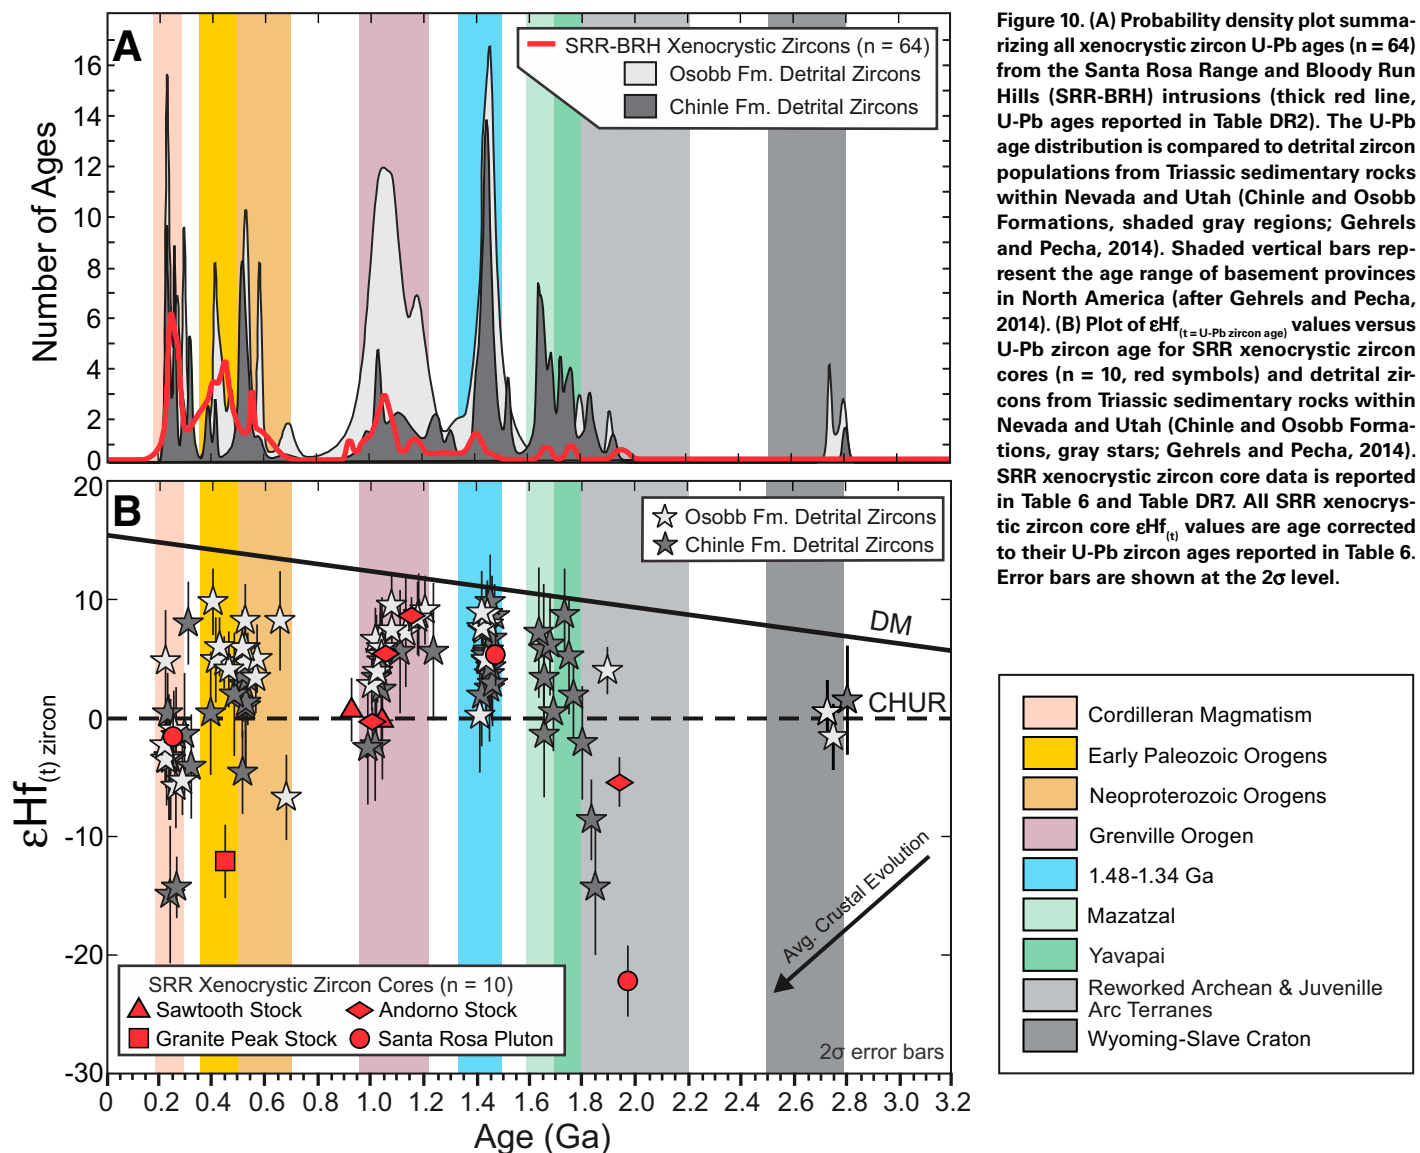 A
SRR-BRH Xenocrystic Zircons (n = 64)
Osobb Fm. Detrital Zircons
Chinle Fm. Detrital Zircons
Number of Ages
16
14
12
10
8
6
4
2
0
B
Osobb Fm. Detrital Zircons
Chinle Fm. Detrital Zircons
εHf(t) zircon
20
10
0
-10
-20
-30
DM
CHUR
Avg. Crustal Evolution
SRR Xenocrystic Zircon Cores (n = 10)
Sawtooth Stock
Andorno Stock
Granite Peak Stock
Santa Rosa Pluton
2σ error bars
0 0.2 0.4 0.6 0.8 1.0 1.2 1.4 1.6 1.8 2.0 2.2 2.4 2.6 2.8 3.0 3.2
Age (Ga)
Figure 10. (A) Probability density plot summa-
rizing all xenocrystic zircon U-Pb ages (n = 64)
from the Santa Rosa Range and Bloody Run
Hills (SRR-BRH) intrusions (thick red line,
U-Pb ages reported in Table DR2). The U-Pb
age distribution is compared to detrital zircon
populations from Triassic sedimentary rocks
within Nevada and Utah (Chinle and Osobb
Formations, shaded gray regions; Gehrels
and Pecha, 2014). Shaded vertical bars rep-
resent the age range of basement provinces
in North America (after Gehrels and Pecha,
2014). (B) Plot of εHf(t = U-Pb zircon age) values versus
U-Pb zircon age for SRR xenocrystic zircon
cores (n = 10, red symbols) and detrital zir-
cons from Triassic sedimentary rocks within
Nevada and Utah (Chinle and Osobb Forma-
tions, gray stars; Gehrels and Pecha, 2014).
SRR xenocrystic zircon core data is reported
in Table 6 and Table DR7. All SRR xenocrys-
tic zircon core εHf(t) values are age corrected
to their U-Pb zircon ages reported in Table 6.
Error bars are shown at the 2σ level.
Cordilleran Magmatism
Early Paleozoic Orogens
Neoproterozoic Orogens
Grenville Orogen
1.48-1.34 Ga
Mazatzal
Yavapai
Reworked Archean & Juvenille
Arc Terranes
Wyoming-Slave Craton